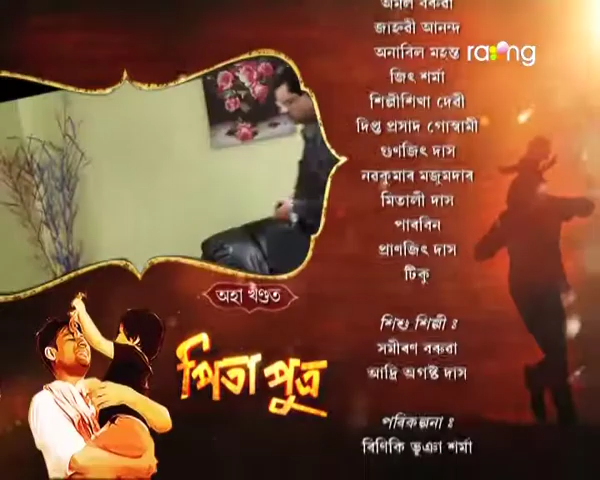 অমল বৰুৱা
জাহ্নৱী আনন্দ
অনাবিল মহন্ত
rang
জিৎ শৰ্মা
শিল্পীশিখা দেৱী
দিপ্ত প্ৰসাদ গোস্বামী
গুণজিৎ দাস
নৱকুমাৰ মজুমদাৰ
মিতালী দাস
পাৰবিন
প্ৰাণজিৎ দাস
টিকু
অহা খণ্ডত
শিশু শিল্পী ঃ
সমীৰণ বৰুৱা
আদ্ৰি অগষ্ট দাস
পিতা পুত্ৰ
পৰিকল্পনা ঃ
ৰিণিকি ভূঞা শৰ্মা